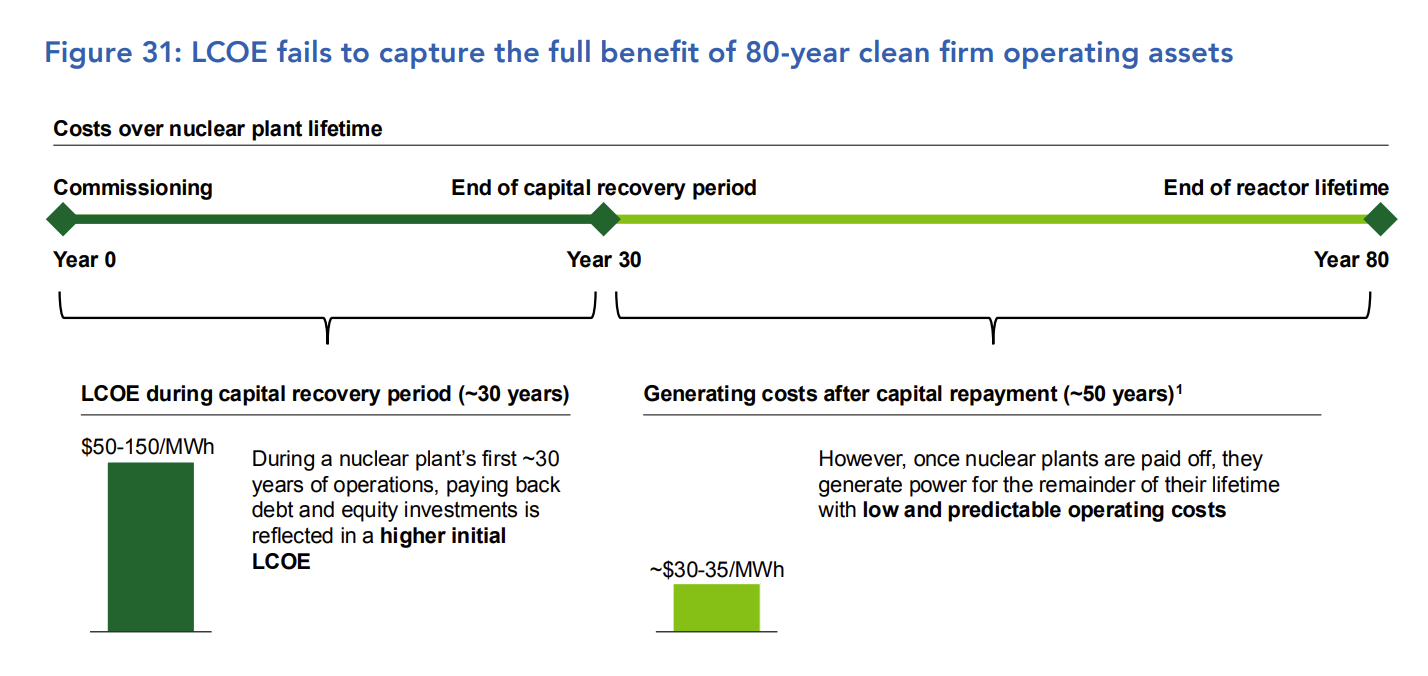 Figure 31: LCOE fails to capture the full benefit of 80-year clean firm operating assets
Costs over nuclear plant lifetime
Commissioning
End of capital recovery period
End of reactor lifetime
Year 0
Year 30
Year 80
LCOE during capital recovery period (~30 years)
$50-150/MWh
During a nuclear plant’s first ~30
years of operations, paying back
debt and equity investments is
reflected in a higher initial
LCOE
Generating costs after capital repayment (~50 years)¹
However, once nuclear plants are paid off, they
generate power for the remainder of their lifetime
with low and predictable operating costs
~$30-35/MWh